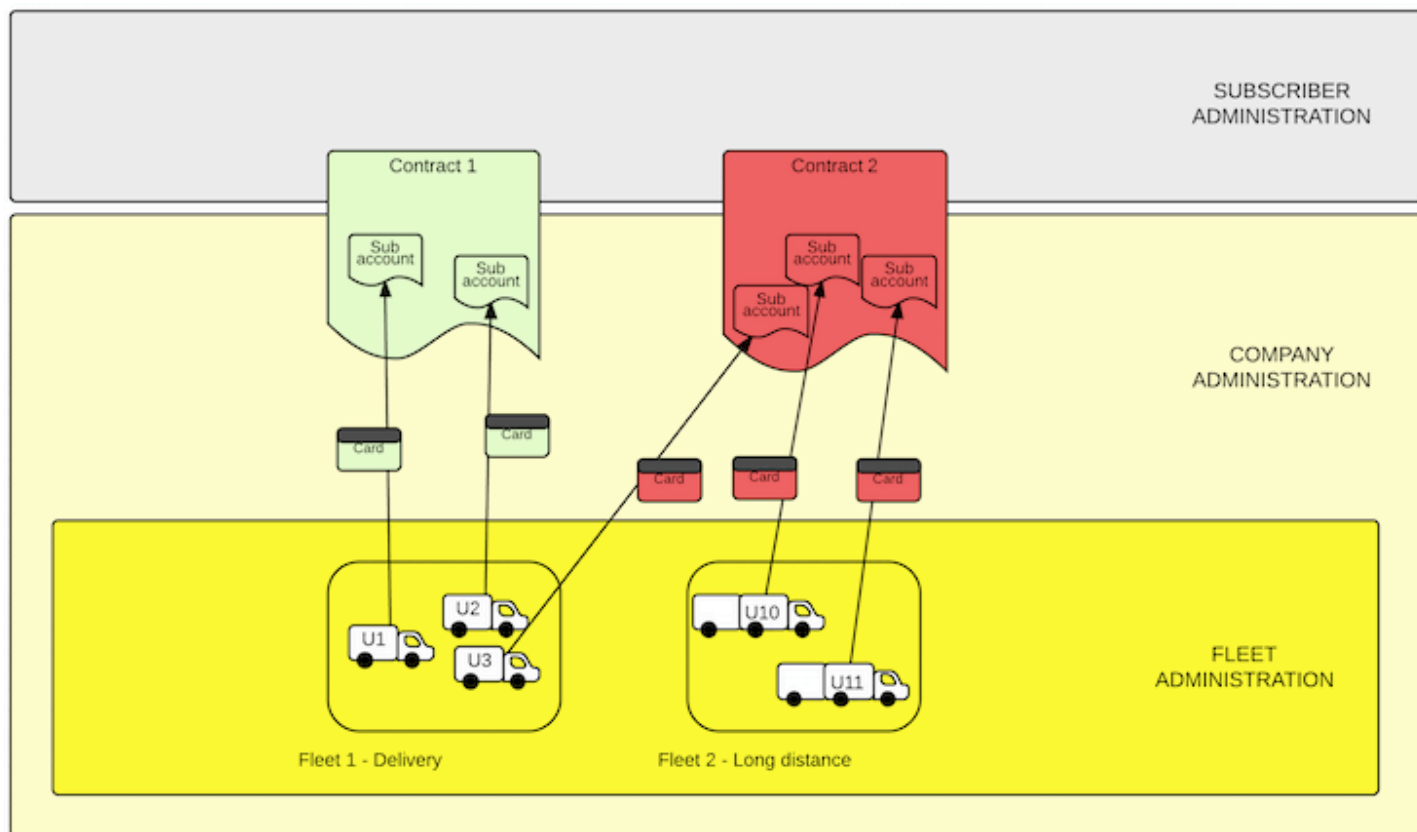 SUBSCRIBER
ADMINISTRATION
Contract 1
Contract 2
Sub
account
Sub
account
Sub
account
Sub
account
Sub
account
COMPANY
ADMINISTRATION
Card
Card
Card
Card
Card
U1
U2
U3
U10
U11
FLEET
ADMINISTRATION
Fleet 1 - Delivery
Fleet 2 - Long distance